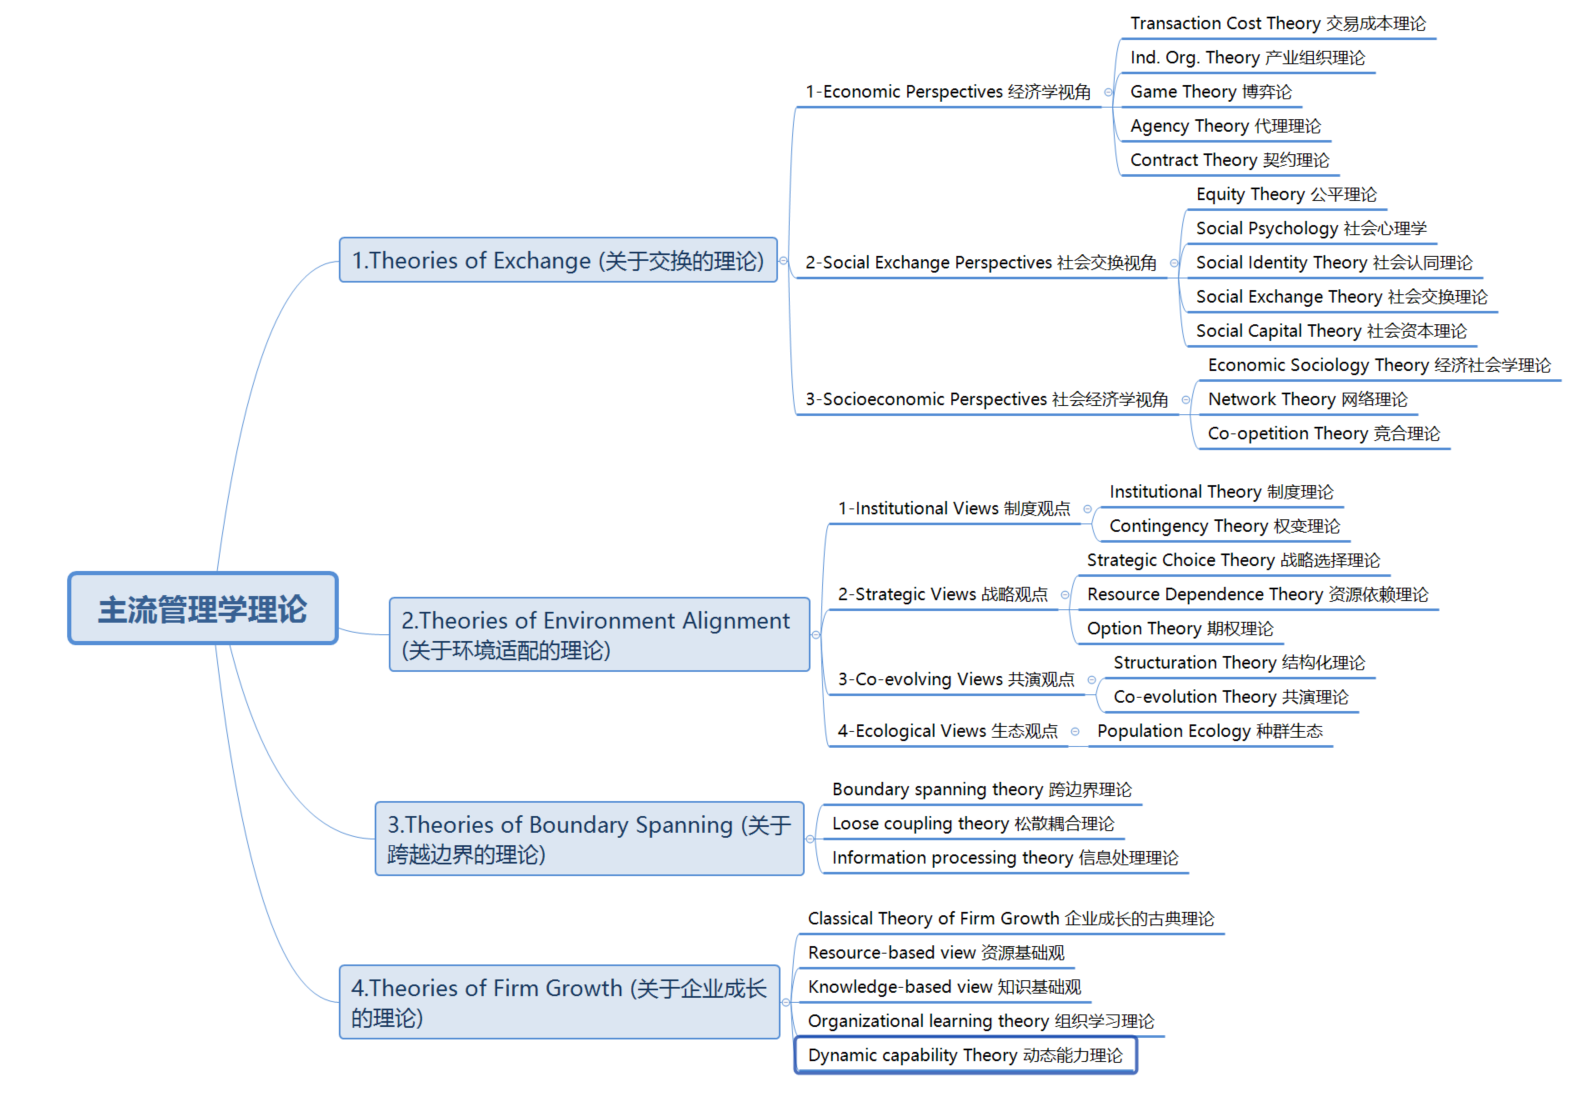 主流管理学理论
1.Theories of Exchange (关于交换的理论)
1-Economic Perspectives 经济学视角
Transaction Cost Theory 交易成本理论
Ind. Org. Theory 产业组织理论
Game Theory 博弈论
Agency Theory 代理理论
Contract Theory 契约理论
2-Social Exchange Perspectives 社会交换视角
Equity Theory 公平理论
Social Psychology 社会心理学
Social Identity Theory 社会认同理论
Social Exchange Theory 社会交换理论
Social Capital Theory 社会资本理论
3-Socioeconomic Perspectives 社会经济学视角
Economic Sociology Theory 经济社会学理论
Network Theory 网络理论
Co-opetition Theory 竞合理论
2.Theories of Environment Alignment
(关于环境适配的理论)
1-Institutional Views 制度观点
Institutional Theory 制度理论
Contingency Theory 权变理论
2-Strategic Views 战略观点
Strategic Choice Theory 战略选择理论
Resource Dependence Theory 资源依赖理论
Option Theory 期权理论
3-Co-evolving Views 共演观点
Structuration Theory 结构化理论
Co-evolution Theory 共演理论
4-Ecological Views 生态观点
Population Ecology 种群生态
3.Theories of Boundary Spanning (关于
跨越边界的理论)
Boundary spanning theory 跨边界理论
Loose coupling theory 松散耦合理论
Information processing theory 信息处理理论
4.Theories of Firm Growth (关于企业成长
的理论)
Classical Theory of Firm Growth 企业成长的古典理论
Resource-based view 资源基础观
Knowledge-based view 知识基础观
Organizational learning theory 组织学习理论
Dynamic capability Theory 动态能力理论